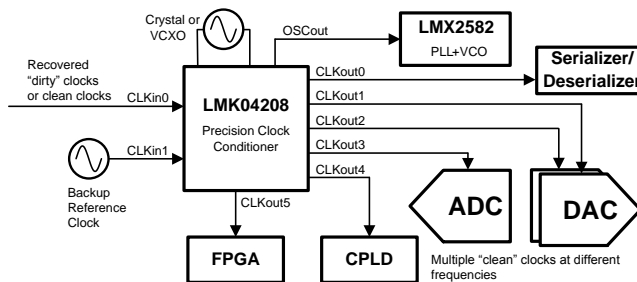 Crystal or
VCXO
OSCout
LMX2582
PLL+VCO
Recovered
“dirty” clocks
or clean clocks
CLKin0
LMK04208
Precision Clock
Conditioner
CLKout0
Serializer/
Deserializer
CLKout1
CLKout2
CLKin1
CLKout3
CLKout4
Backup
Reference
Clock
CLKout5
ADC
DAC
FPGA
CPLD
Multiple “clean” clocks at different
frequencies